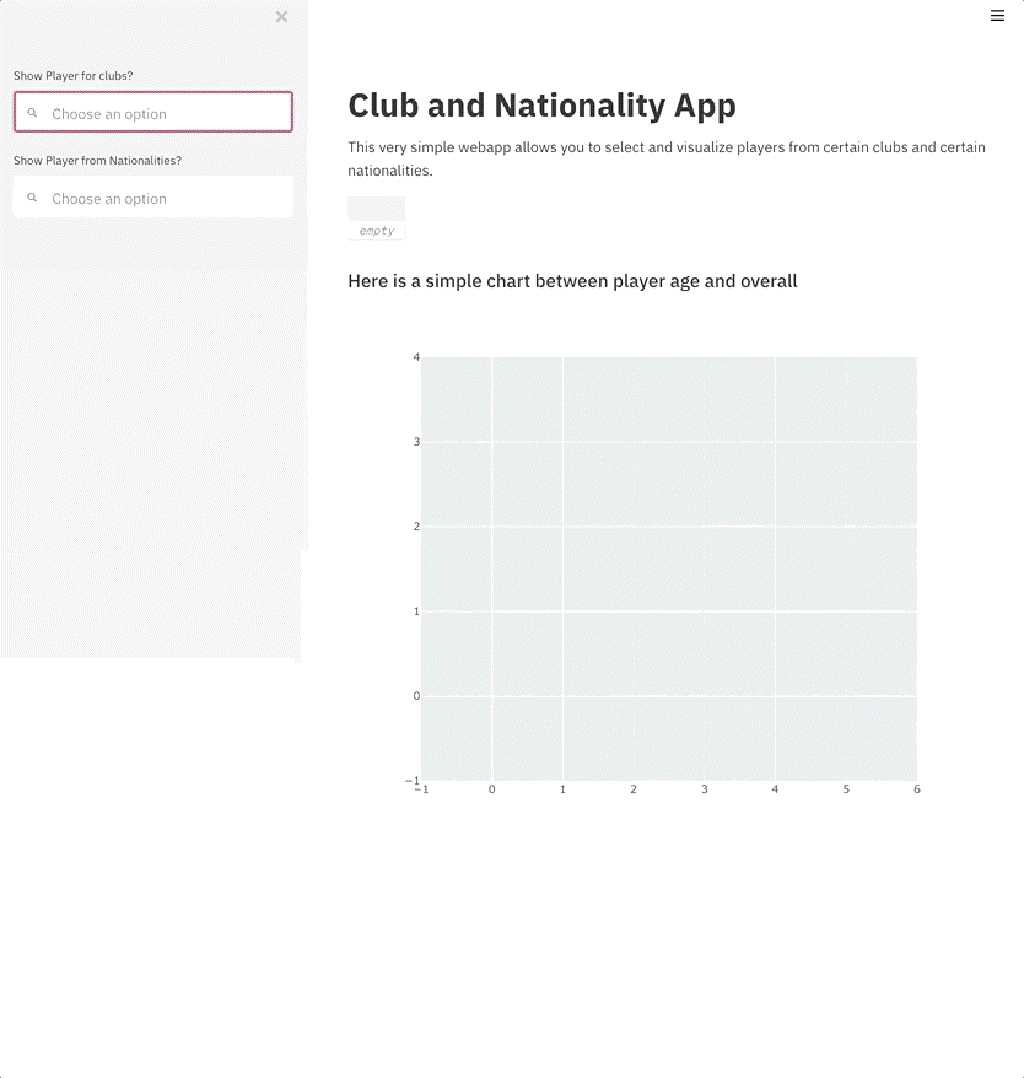 Show Player for clubs?
Choose an option
Show Player from Nationalities?
Choose an option
Club and Nationality App
This very simple webapp allows you to select and visualize players from certain clubs and certain
nationalities.
empty
Here is a simple chart between player age and overall
4
3
2
1
0
−1
−1 0 1 2 3 4 5 6